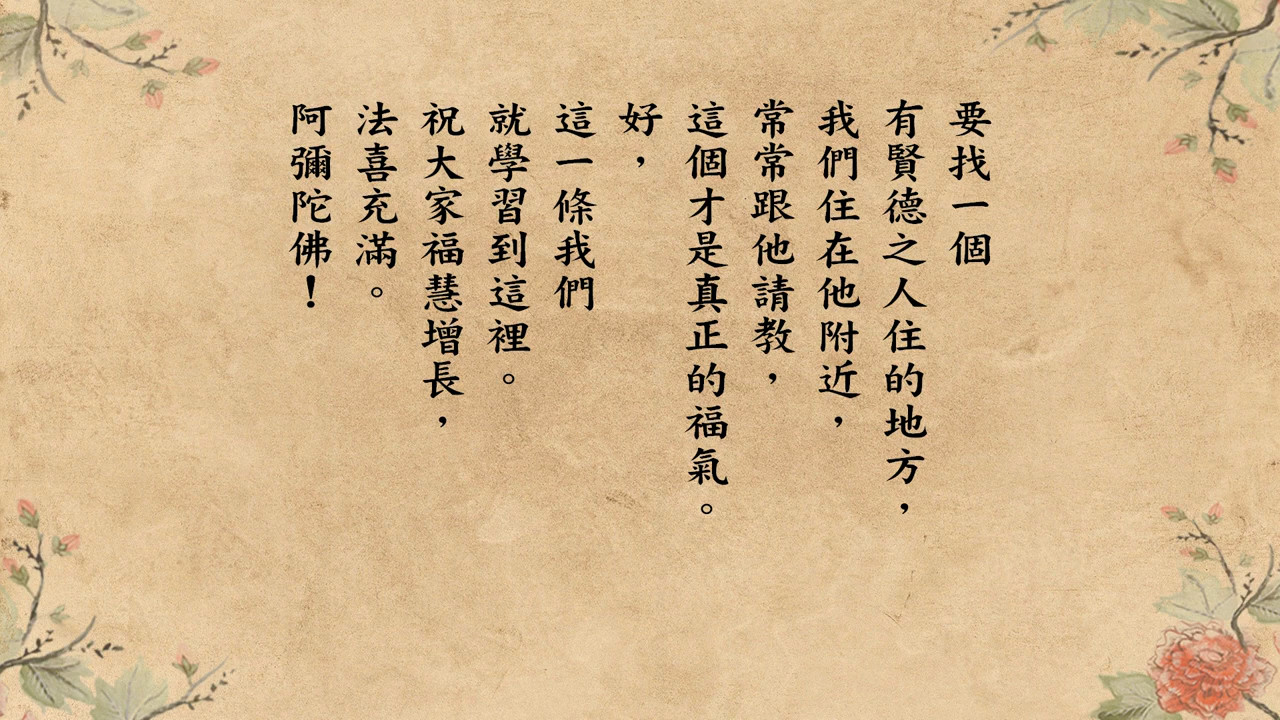 要找一個
有賢德之人住的地方，
我們住在他附近，
常常跟他請教，
這個才是真正的福氣。
好，
這一條我們
就學習到這裡。
祝大家福慧增長，
法喜充滿。
阿彌陀佛！